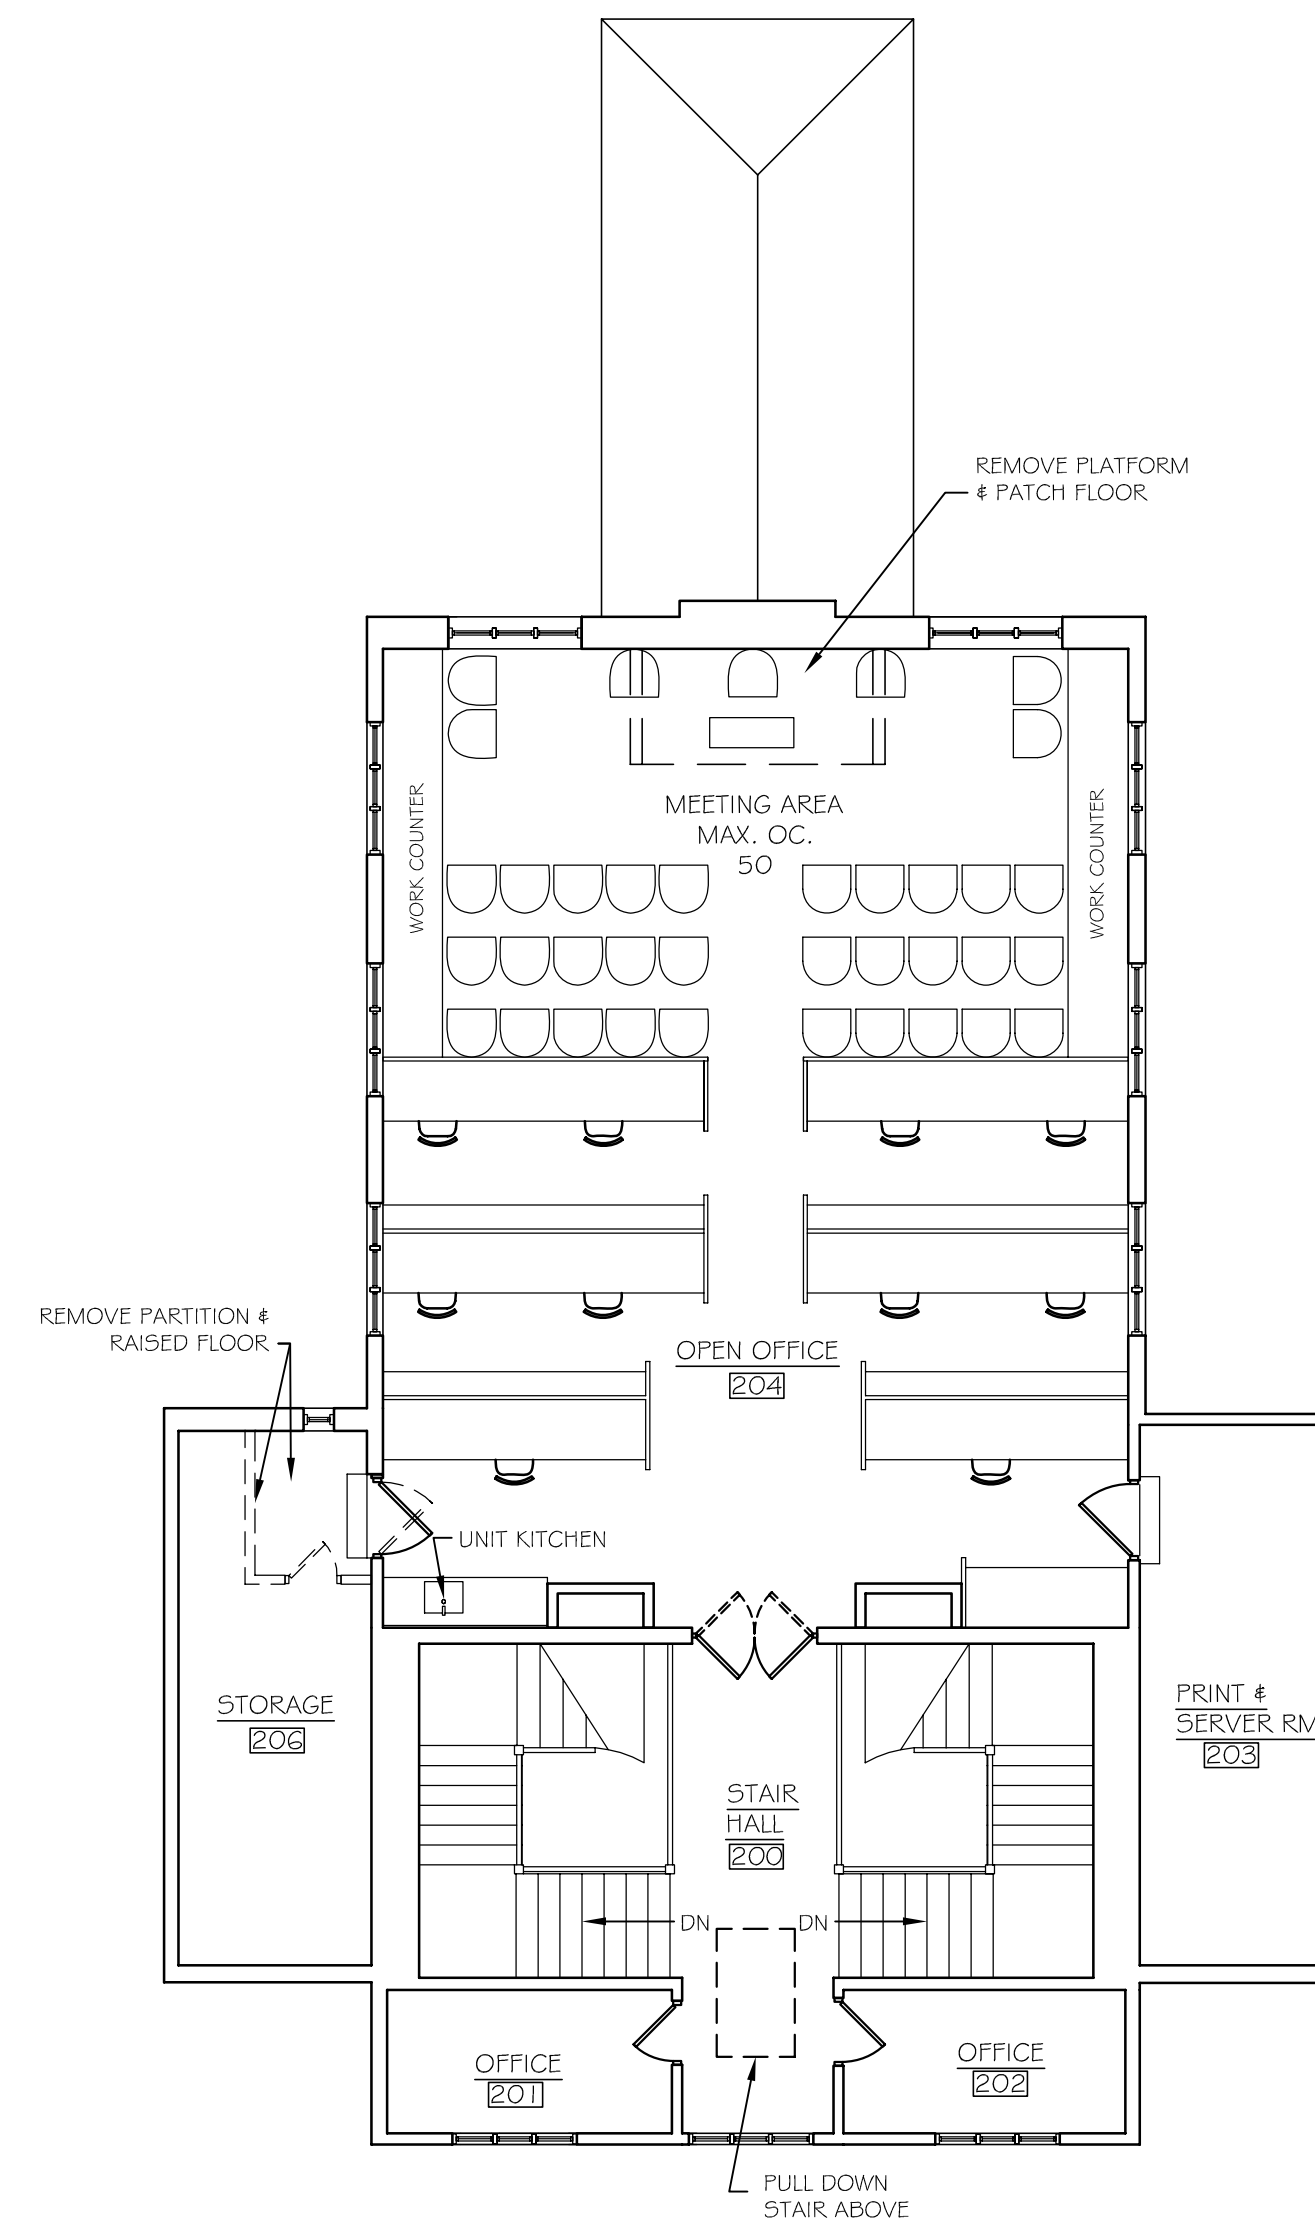 REMOVE PLATFORM
& PATCH FLOOR
MEETING AREA
MAX. OC.
50
WORK COUNTER
WORK COUNTER
REMOVE PARTITION &
RAISED FLOOR
OPEN OFFICE
204
UNIT KITCHEN
STORAGE
206
PRINT &
SERVER RM
203
STAIR
HALL
200
DN
DN
OFFICE
201
OFFICE
202
PULL DOWN
STAIR ABOVE